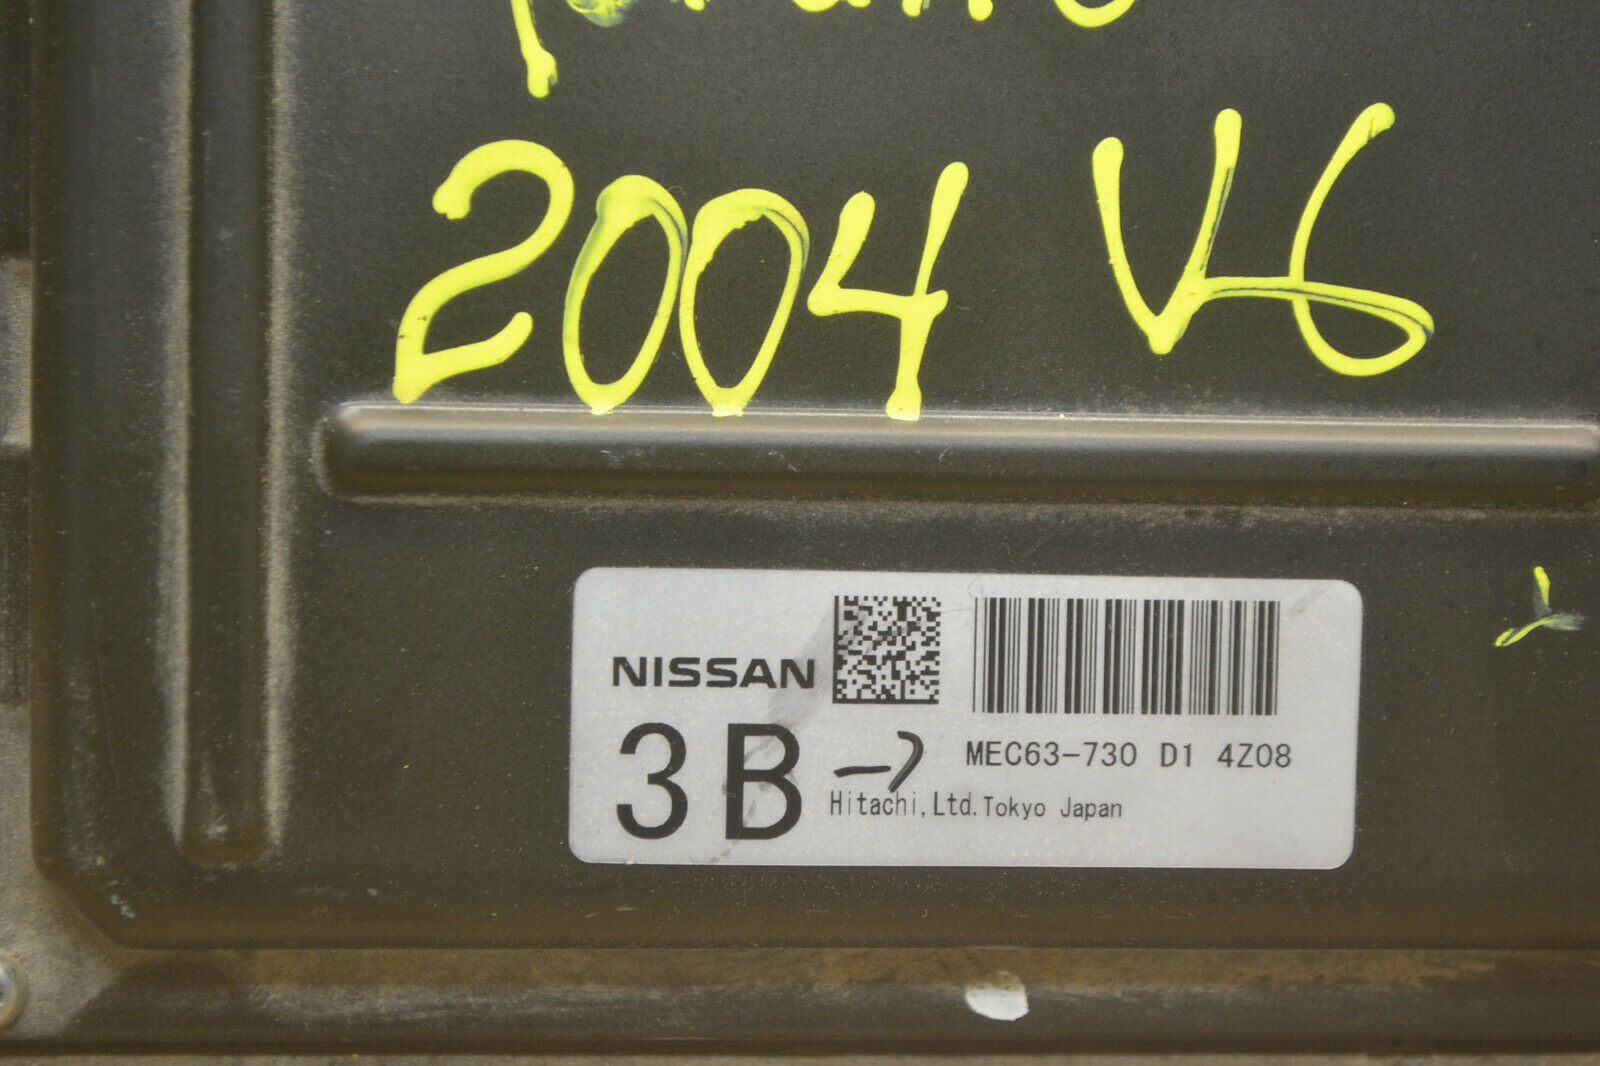 2004 V6
NISSAN
3B
MEC63-730 D1 4Z08
Hitachi, Ltd. Tokyo Japan